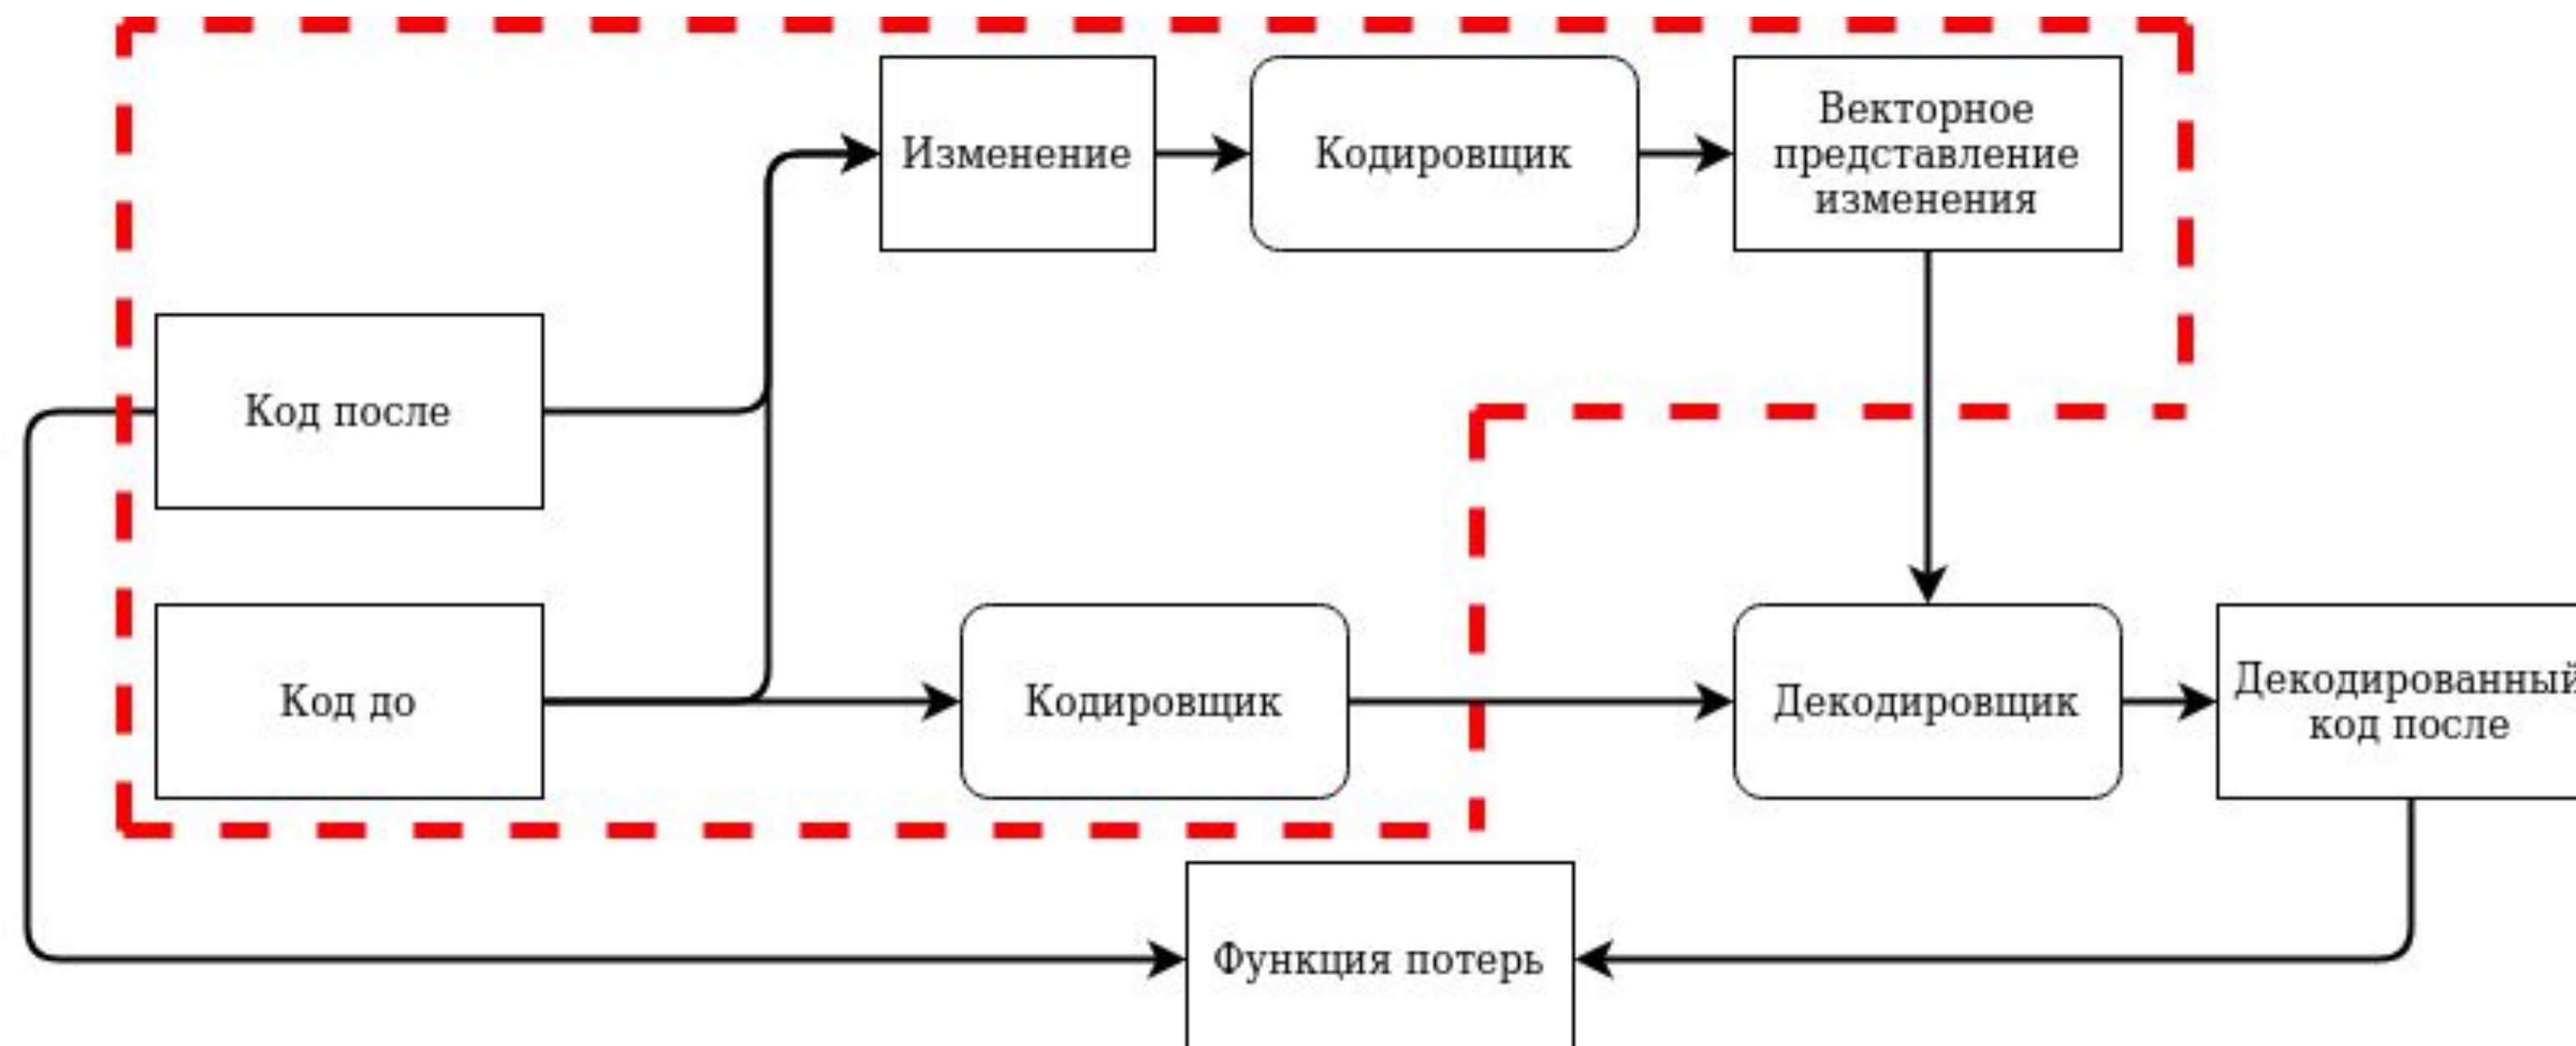 Изменение
Кодировщик
Векторное
представление
изменения
Код после
Код до
Кодировщик
Декодировщик
Декодированный
код после
Функция потерь